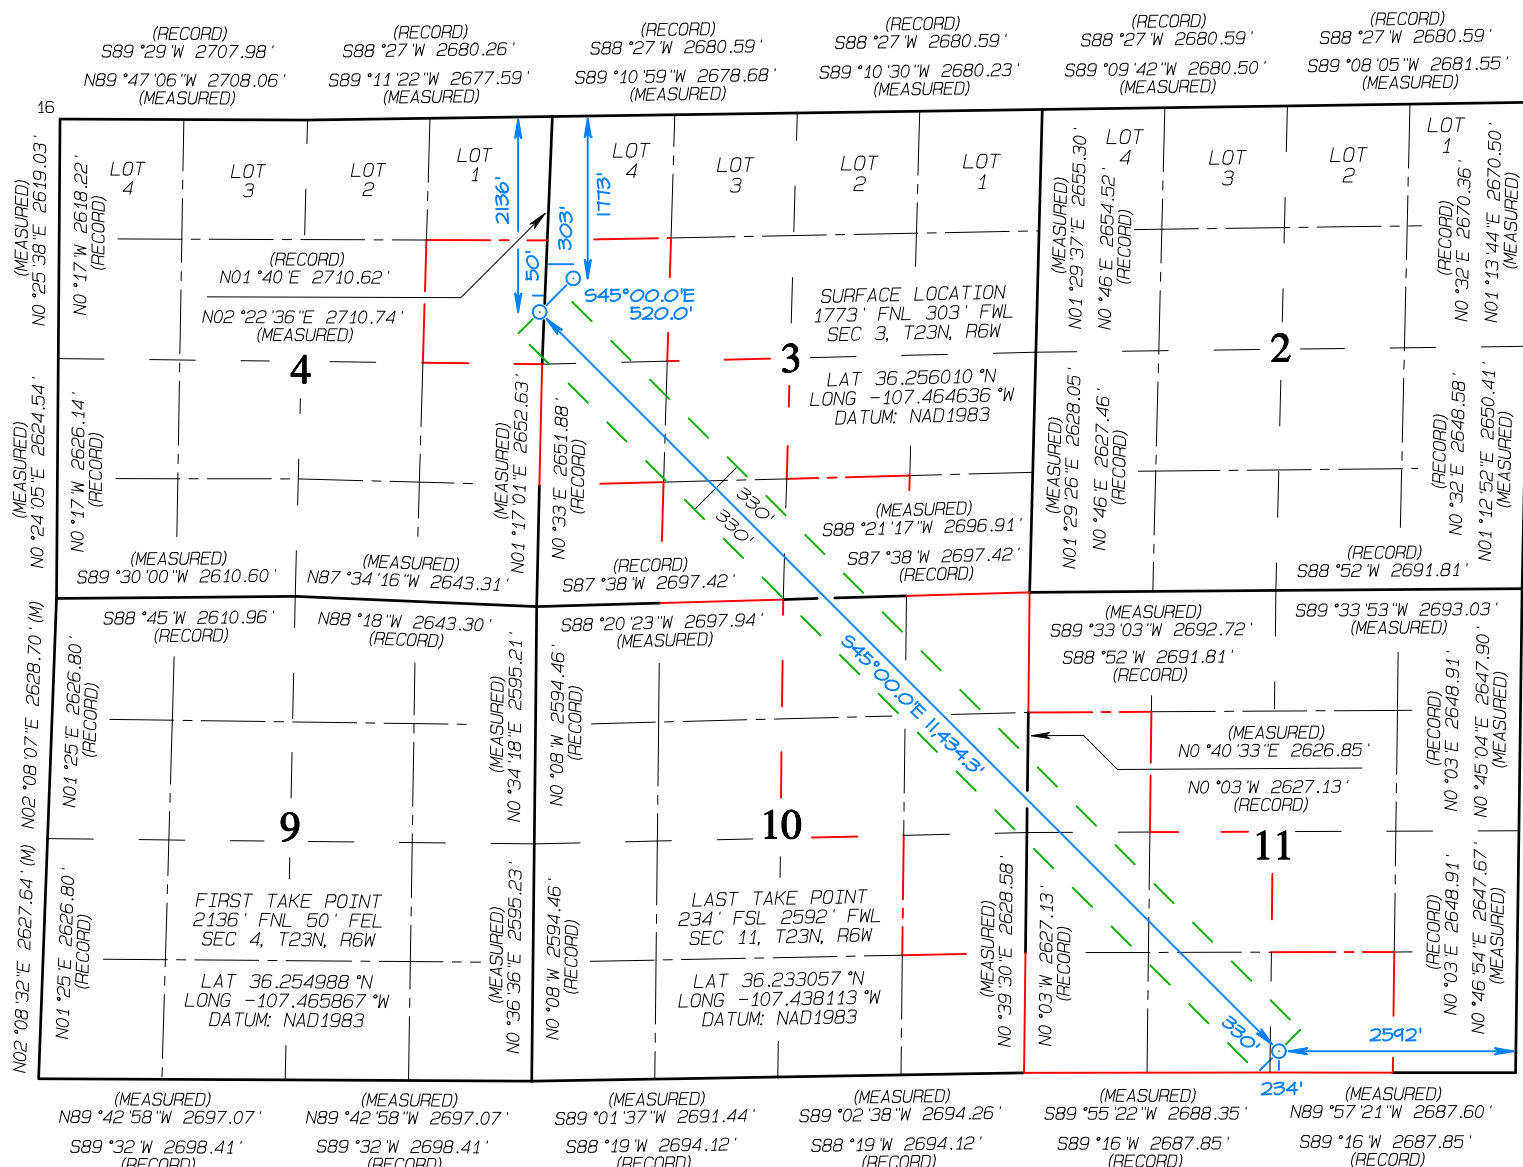 (RECORD)
S89°29'W 2707.98'
N89°47'06"W 2708.06'
(MEASURED)
(RECORD)
S88°27'W 2680.26'
S89°11'22"W 2677.59'
(MEASURED)
(RECORD)
S88°27'W 2680.59'
S89°10'59"W 2678.68'
(MEASURED)
(RECORD)
S88°27'W 2680.59'
S89°10'30"W 2680.23'
(MEASURED)
(RECORD)
S88°27'W 2680.59'
S89°09'42"W 2680.50'
(MEASURED)
(RECORD)
S88°27'W 2680.59'
S89°08'05"W 2681.55'
(MEASURED)
16
(MEASURED)
N0°25'38"E 2619.03'
N0°17'W 2618.22'
(RECORD)
LOT
4
LOT
3
LOT
2
LOT
1
2136'
50'
303'
1773'
LOT
4
LOT
3
LOT
2
LOT
1
(MEASURED)
N01°29'37"E 2655.30'
N0°46'E 2654.52'
(RECORD)
LOT
4
LOT
3
LOT
2
LOT
1
(RECORD)
N0°32'E 2670.36'
N01°13'44"E 2670.50'
(MEASURED)
(RECORD)
N01°40'E 2710.62'
N02°22'36"E 2710.74'
(MEASURED)
S45°00.0'E
520.0'
SURFACE LOCATION
1773' FNL 303' FWL
SEC 3, T23N, R6W
LAT 36.256010°N
LONG -107.464636°W
DATUM: NAD1983
4
3
2
(MEASURED)
N0°24'05"E 2624.54'
N0°17'W 2626.14'
(RECORD)
(MEASURED)
N01°17'01"E 2652.63'
N0°33'E 2651.88'
(RECORD)
330'
330'
(MEASURED)
N01°29'26"E 2628.05'
N0°46'E 2627.46'
(RECORD)
(RECORD)
N0°32'E 2648.58'
N01°12'52"E 2650.41'
(MEASURED)
(MEASURED)
S89°30'00"W 2610.60'
(MEASURED)
N87°34'16"W 2643.31'
(RECORD)
S87°38'W 2697.42'
(MEASURED)
S88°21'17"W 2696.91'
S87°38'W 2697.42'
(RECORD)
(RECORD)
S88°52'W 2691.81'
S88°45'W 2610.96'
(RECORD)
N88°18'W 2643.30'
(RECORD)
S88°20'23"W 2697.94'
(MEASURED)
(MEASURED)
S89°33'03"W 2692.72'
S88°52'W 2691.81'
(RECORD)
S89°33'53"W 2693.03'
(MEASURED)
N02°08'07"E 2628.70'(M)
N01°25'E 2626.80'
(RECORD)
(MEASURED)
N0°34'18"E 2595.21'
N0°08'W 2594.46'
(RECORD)
S45°00.0'E 11,434.3'
(MEASURED)
N0°40'33"E 2626.85'
N0°03'W 2627.13'
(RECORD)
(RECORD)
N0°03'E 2648.91'
N0°45'04"E 2647.90'
(MEASURED)
9
10
11
N02°08'32"E 2627.64'(M)
N01°25'E 2626.80'
(RECORD)
FIRST TAKE POINT
2136' FNL 50' FEL
SEC 4, T23N, R6W
LAT 36.254988°N
LONG -107.465867°W
DATUM: NAD1983
(MEASURED)
N0°36'36"E 2595.23'
N0°08'W 2594.46'
(RECORD)
LAST TAKE POINT
234' FSL 2592' FWL
SEC 11, T23N, R6W
LAT 36.233057°N
LONG -107.438113°W
DATUM: NAD1983
(MEASURED)
N0°39'30"E 2628.58'
N0°03'W 2627.13'
(RECORD)
(RECORD)
N0°03'E 2648.91'
N0°46'54"E 2647.67'
(MEASURED)
330'
2592'
234'
(MEASURED)
N89°42'58"W 2697.07'
S89°32'W 2698.41'
(RECORD)
(MEASURED)
N89°42'58"W 2697.07'
S89°32'W 2698.41'
(RECORD)
(MEASURED)
S89°01'37"W 2691.44'
S88°19'W 2694.12'
(RECORD)
(MEASURED)
S89°02'38"W 2694.26'
S88°19'W 2694.12'
(RECORD)
(MEASURED)
S89°55'22"W 2688.35'
S89°16'W 2687.85'
(RECORD)
(MEASURED)
N89°57'21"W 2687.60'
S89°16'W 2687.85'
(RECORD)